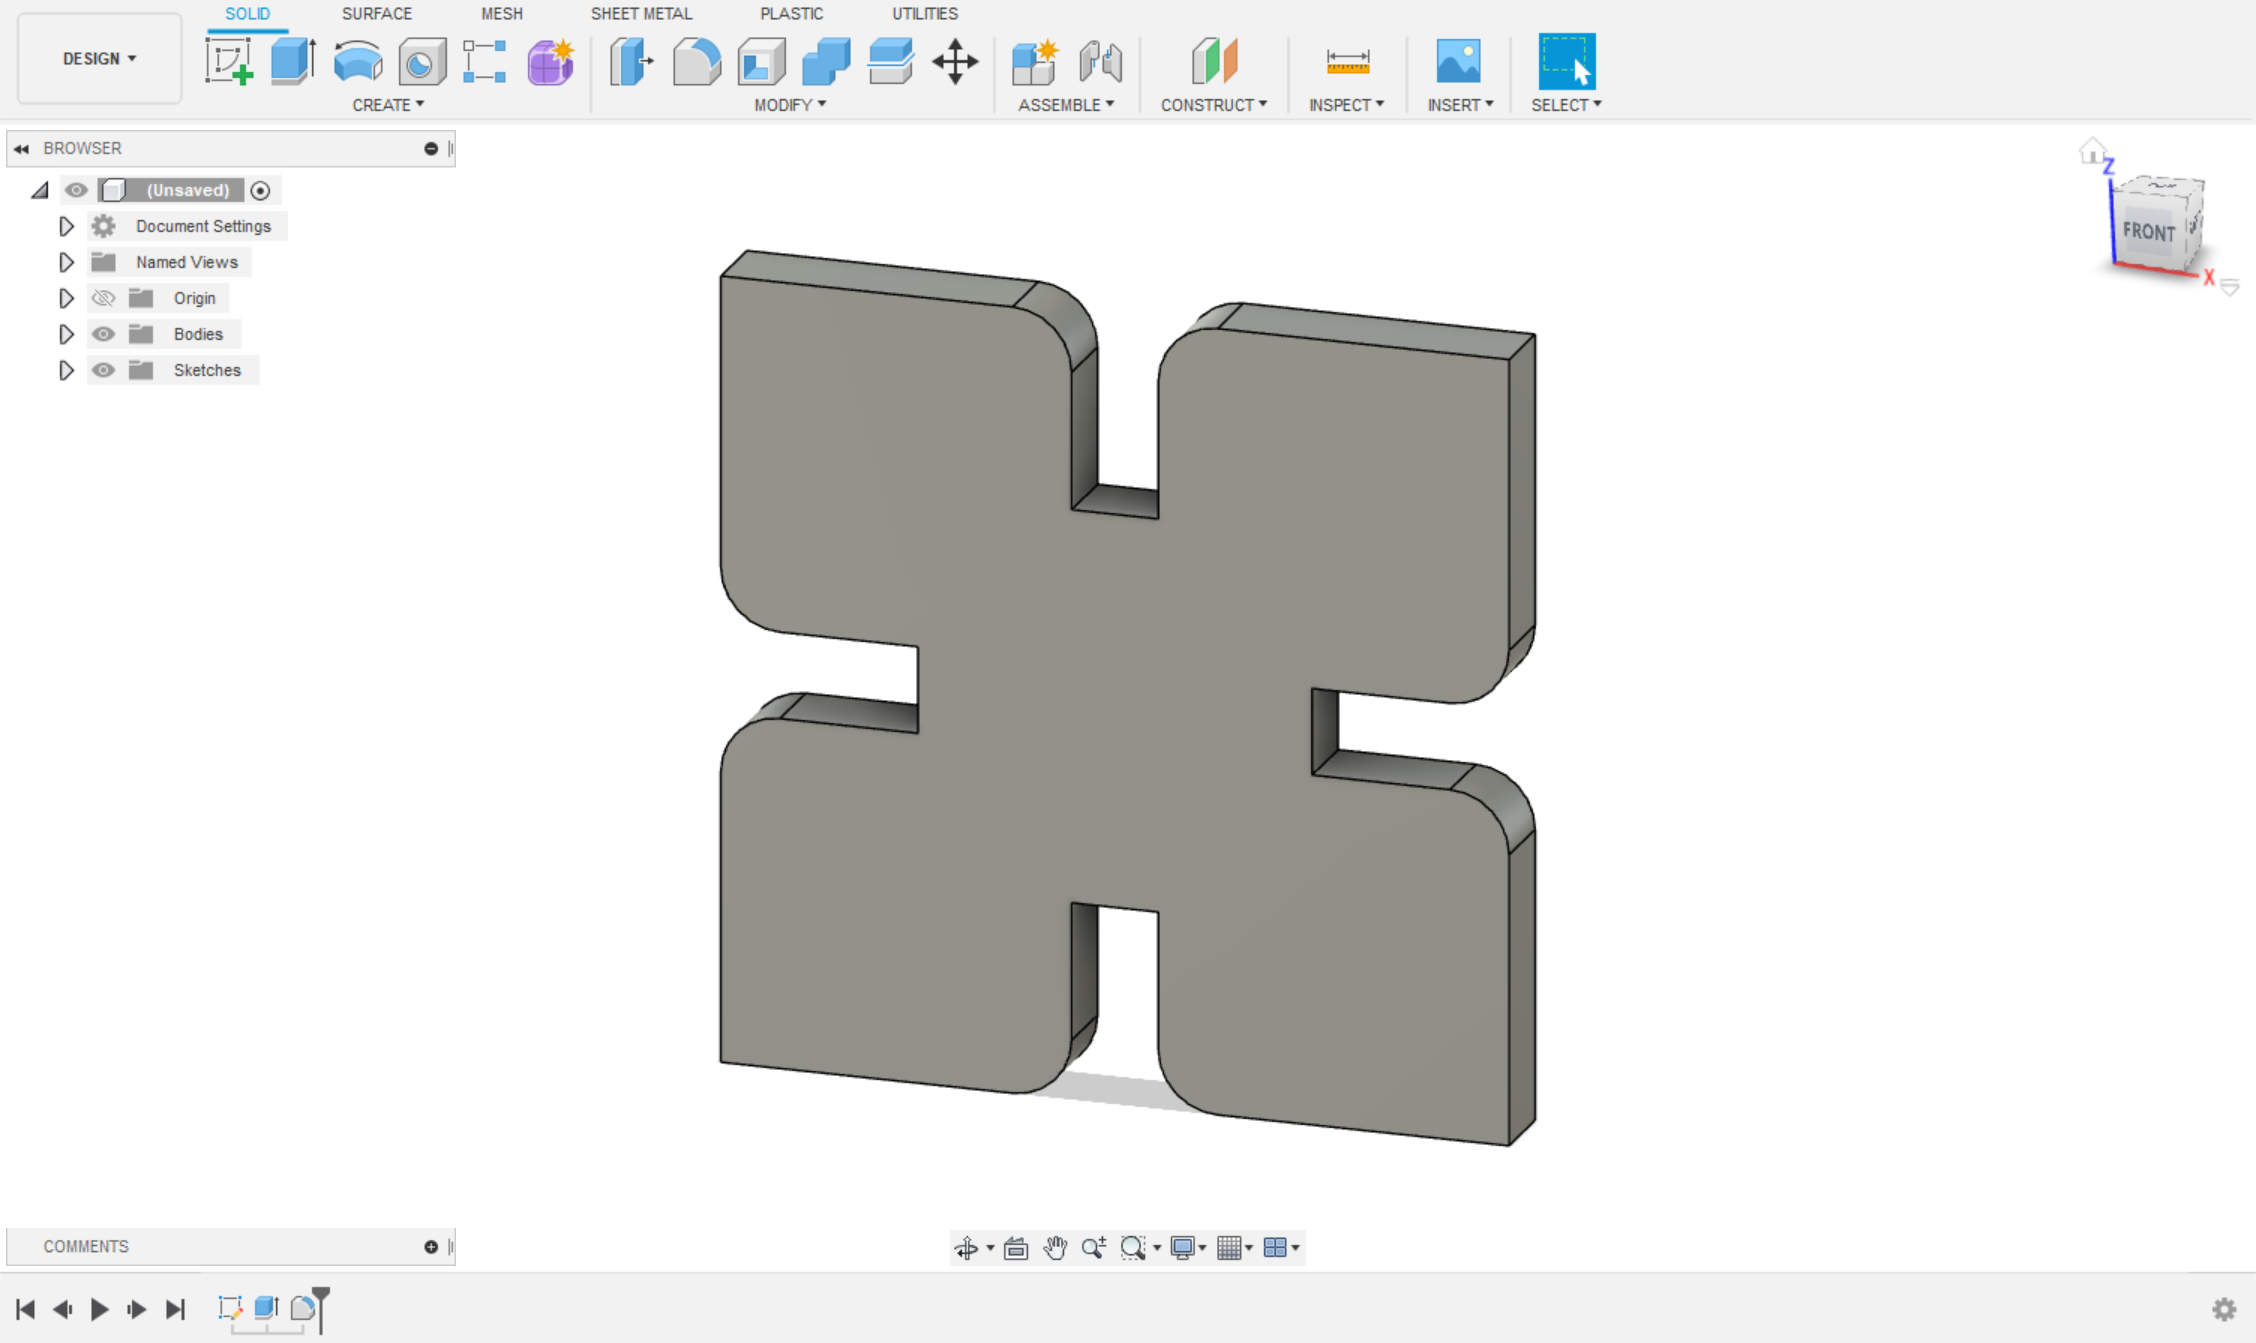 SOLID SURFACE MESH SHEET METAL PLASTIC UTILITIES
DESIGN
CREATE MODIFY ASSEMBLE CONSTRUCT INSPECT INSERT SELECT
BROWSER
(Unsaved)
Document Settings
Named Views
Origin
Bodies
Sketches
Z
FRONT
X
COMMENTS